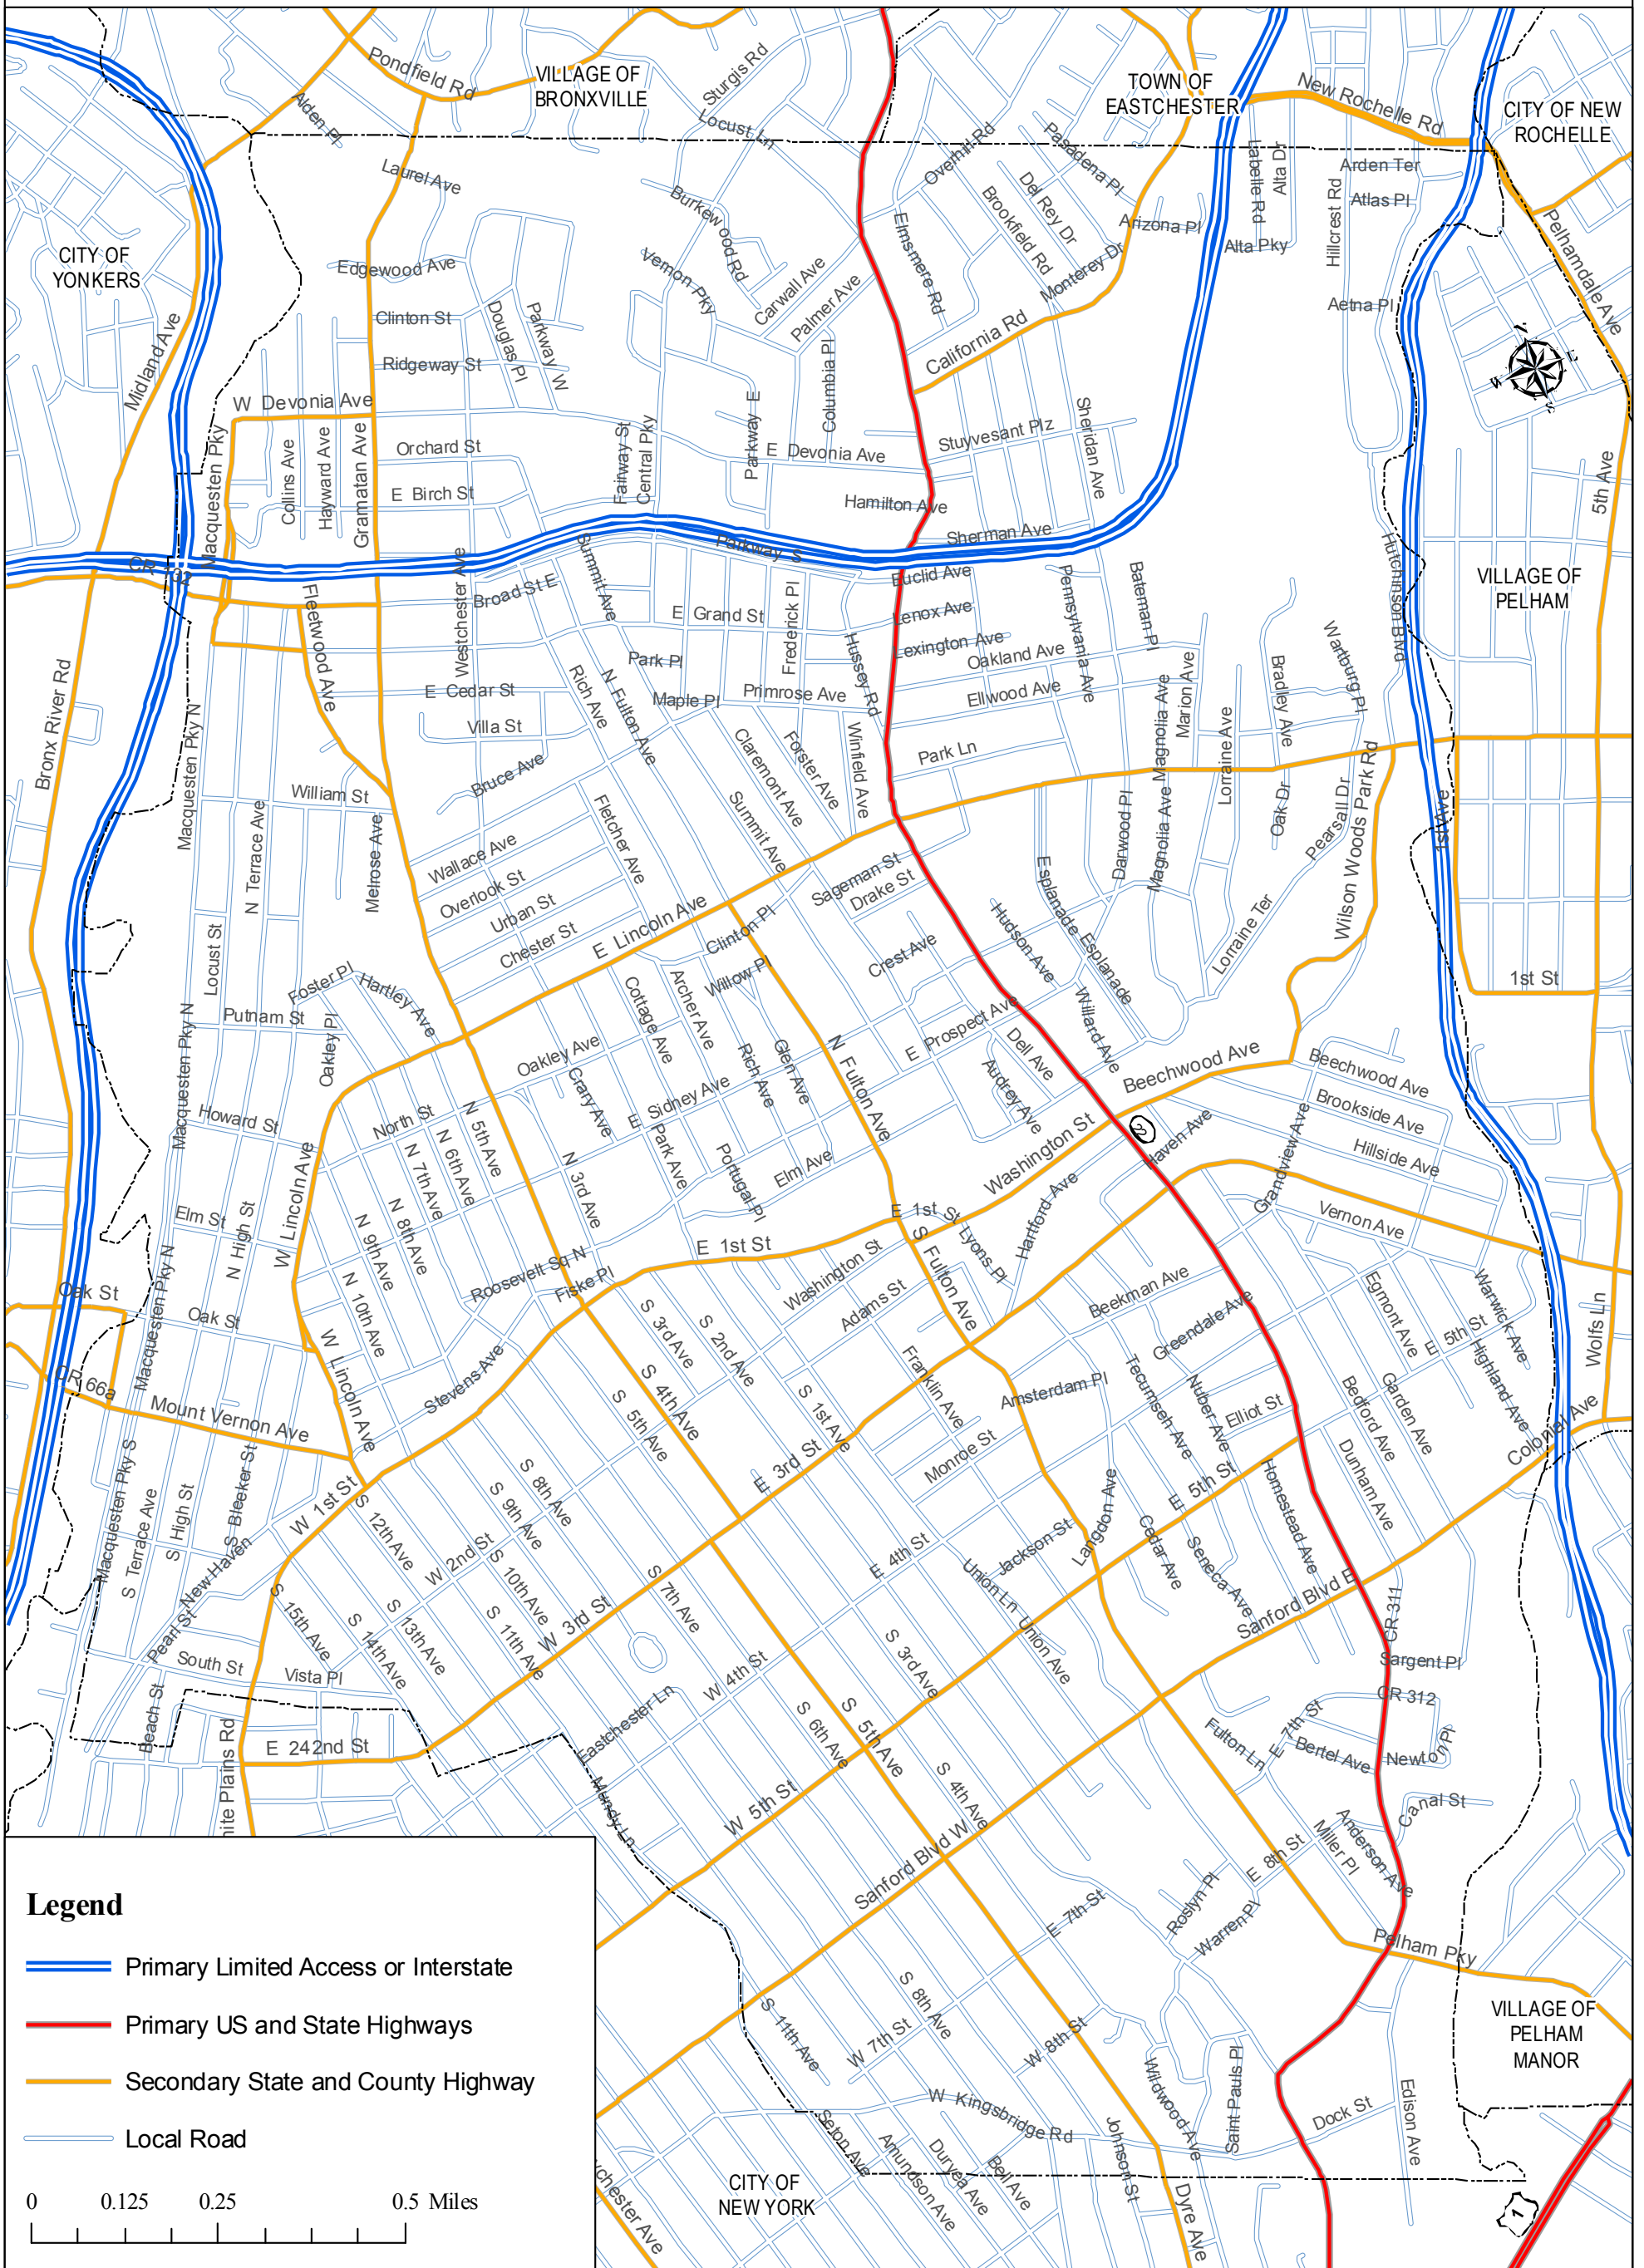 Pondfield Rd
VILLAGE OF
BRONXVILLE
Sturgis Rd
Locust Ln
TOWN OF
EASTCHESTER
New Rochelle Rd
CITY OF NEW
ROCHELLE
Alden Pl
Laurel Ave
Overhill Rd
Pasadena Pl
Labelle Rd
Alta Dr
Arden Ter
Atlas Pl
Hillcrest Rd
Burkewood Rd
Del Rey Dr
Brookfield Rd
Arizona Pl
Alta Pky
Pelhamdale Ave
CITY OF
YONKERS
Edgewood Ave
Vernon Pky
Carwall Ave
Palmer Ave
Elmsmere Rd
Monterey Dr
Aetna Pl
Clinton St
Douglas Pl
Parkway W
Columbia Pl
California Rd
Midland Ave
Ridgeway St
N
E
W
S
W Devonia Ave
Macquesten Pky
Collins Ave
Hayward Ave
Gramatan Ave
Orchard St
Fairway St
Central Pky
Parkway E
E Devonia Ave
Stuyvesant Plz
Sheridan Ave
5th Ave
E Birch St
Hamilton Ave
Sherman Ave
Parkway S
Hutchinson Blvd
Fleetwood Ave
Westchester Ave
Broad St E
Summit Ave
Euclid Ave
Pennsylvania Ave
Bateman Pl
VILLAGE OF
PELHAM
E Grand St
Frederick Pl
Lenox Ave
Lexington Ave
Oakland Ave
Park Pl
Hussey Rd
Marion Ave
Bradley Ave
Wartburg Pl
E Cedar St
Rich Ave
N Fulton Ave
Maple Pl
Primrose Ave
Ellwood Ave
Magnolia Ave
Bronx River Rd
Macquesten Pky N
Villa St
Claremont Ave
Forster Ave
Winfield Ave
Park Ln
Lorraine Ave
Wilson Woods Park Rd
Bruce Ave
William St
Melrose Ave
N Terrace Ave
Fletcher Ave
Summit Ave
Darwood Pl
Magnolia Ave
Oak Dr
Pearsall Dr
1st Ave
Wallace Ave
Overlook St
Urban St
Chester St
E Lincoln Ave
Clinton Pl
Sageman St
Drake St
Esplanade
Esplanade
Hudson Ave
Lorraine Ter
Locust St
Foster Pl
Hartley Ave
Cottage Ave
Archer Ave
Willow Pl
Crest Ave
1st St
Macquesten Pky N
Putnam St
Oakley Pl
Oakley Ave
Rich Ave
Glen Ave
N Fulton Ave
E Prospect Ave
Dell Ave
Willard Ave
Beechwood Ave
Beechwood Ave
Crary Ave
E Sidney Ave
Audrey Ave
Brookside Ave
Howard St
North St
N 5th Ave
N 6th Ave
N 7th Ave
Park Ave
Portugal Pl
Elm Ave
Washington St
22
Haven Ave
Grandview Ave
Hillside Ave
W Lincoln Ave
N 3rd Ave
Elm St
N High St
N 8th Ave
N 9th Ave
N 10th Ave
E 1st St
E 1st St
S Fulton Ave
Lyons Pl
Hartford Ave
Vernon Ave
Oak St
Oak St
Macquesten Pky N
Roosevelt Sq N
Fiske Pl
Washington St
Adams St
Beekman Ave
Greendale Ave
Egmont Ave
Warwick Ave
Wolfs Ln
E 5th St
Highland Ave
CR 66a
Mount Vernon Ave
W Lincoln Ave
Stevens Ave
S 3rd Ave
S 2nd Ave
S 4th Ave
S 5th Ave
S 1st Ave
Franklin Ave
Amsterdam Pl
Tecumseh Ave
Nuber Ave
Elliot St
Bedford Ave
Garden Ave
Colonial Ave
Macquesten Pky S
S Terrace Ave
S High St
S Bleeker St
W 1st St
E 3rd St
Monroe St
E 5th St
Homestead Ave
Dunham Ave
S 12th Ave
W 2nd St
S 8th Ave
S 9th Ave
S 10th Ave
S 11th Ave
E 4th St
Union Ln
Jackson St
Langdon Ave
Cedar Ave
Seneca Ave
Sanford Blvd E
CR 311
Pearl St
New Haven
S 15th Ave
S 14th Ave
S 13th Ave
W 3rd St
S 7th Ave
S 3rd Ave
Union Ave
Sargent Pl
South St
Vista Pl
W 4th St
CR 312
Beach St
E 242nd St
Eastchester Ln
S 6th Ave
S 5th Ave
Fulton Ln
E 7th St
Bertel Ave
Newton Pl
Mundy Ln
W 5th St
S 4th Ave
Sanford Blvd W
Canal St
Anderson Ave
Miller Pl
E 8th St
Roslyn Pl
Warren Pl
E 7th St
Pelham Pky
S 8th Ave
S 11th Ave
W 7th St
W 8th St
VILLAGE OF
PELHAM
MANOR
W Kingsbridge Rd
Wildwood Ave
Saint Pauls Pl
Dock St
Edison Ave
Seton Ave
Amundson Ave
Duryea Ave
Bell Ave
Johnson St
Dyre Ave
CITY OF
NEW YORK
1
Legend
Primary Limited Access or Interstate
Primary US and State Highways
Secondary State and County Highway
Local Road
0 0.125 0.25 0.5 Miles